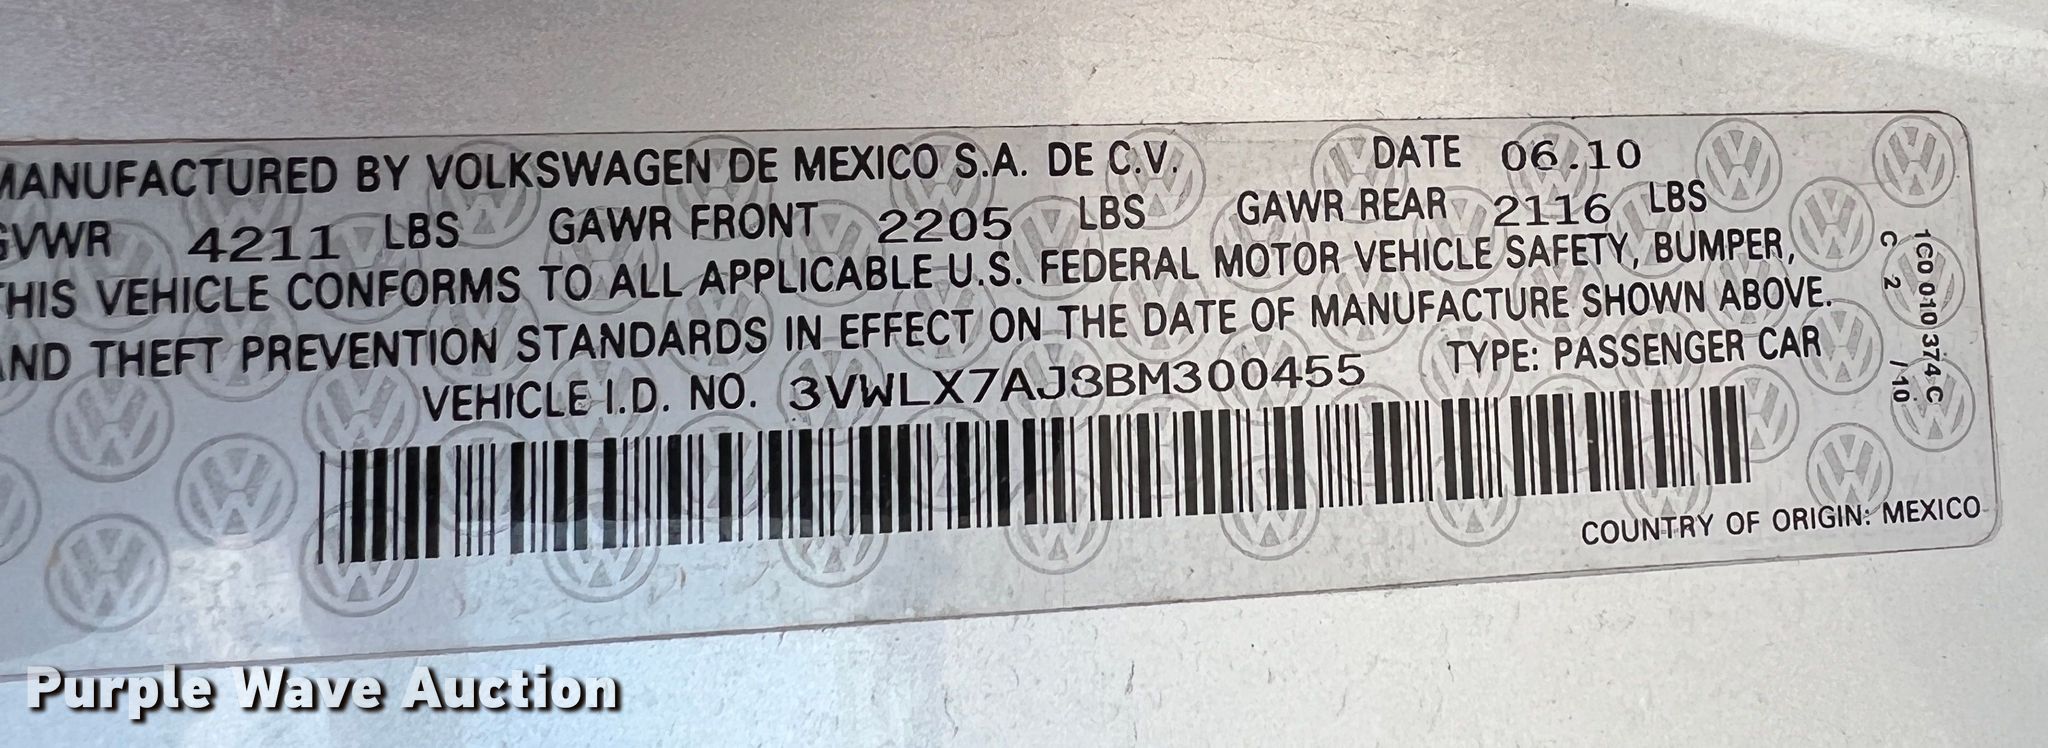 MANUFACTURED BY VOLKSWAGEN DE MEXICO S.A. DE C.V. DATE 06.10
GVWR 4211 LBS GAWR FRONT 2205 LBS GAWR REAR 2116 LBS
THIS VEHICLE CONFORMS TO ALL APPLICABLE U.S. FEDERAL MOTOR VEHICLE SAFETY, BUMPER,
AND THEFT PREVENTION STANDARDS IN EFFECT ON THE DATE OF MANUFACTURE SHOWN ABOVE.
VEHICLE I.D. NO. 3VWLX7AJ3BM300455 TYPE: PASSENGER CAR
COUNTRY OF ORIGIN: MEXICO
1C0 010 374 C
C 2 /10
Purple Wave Auction